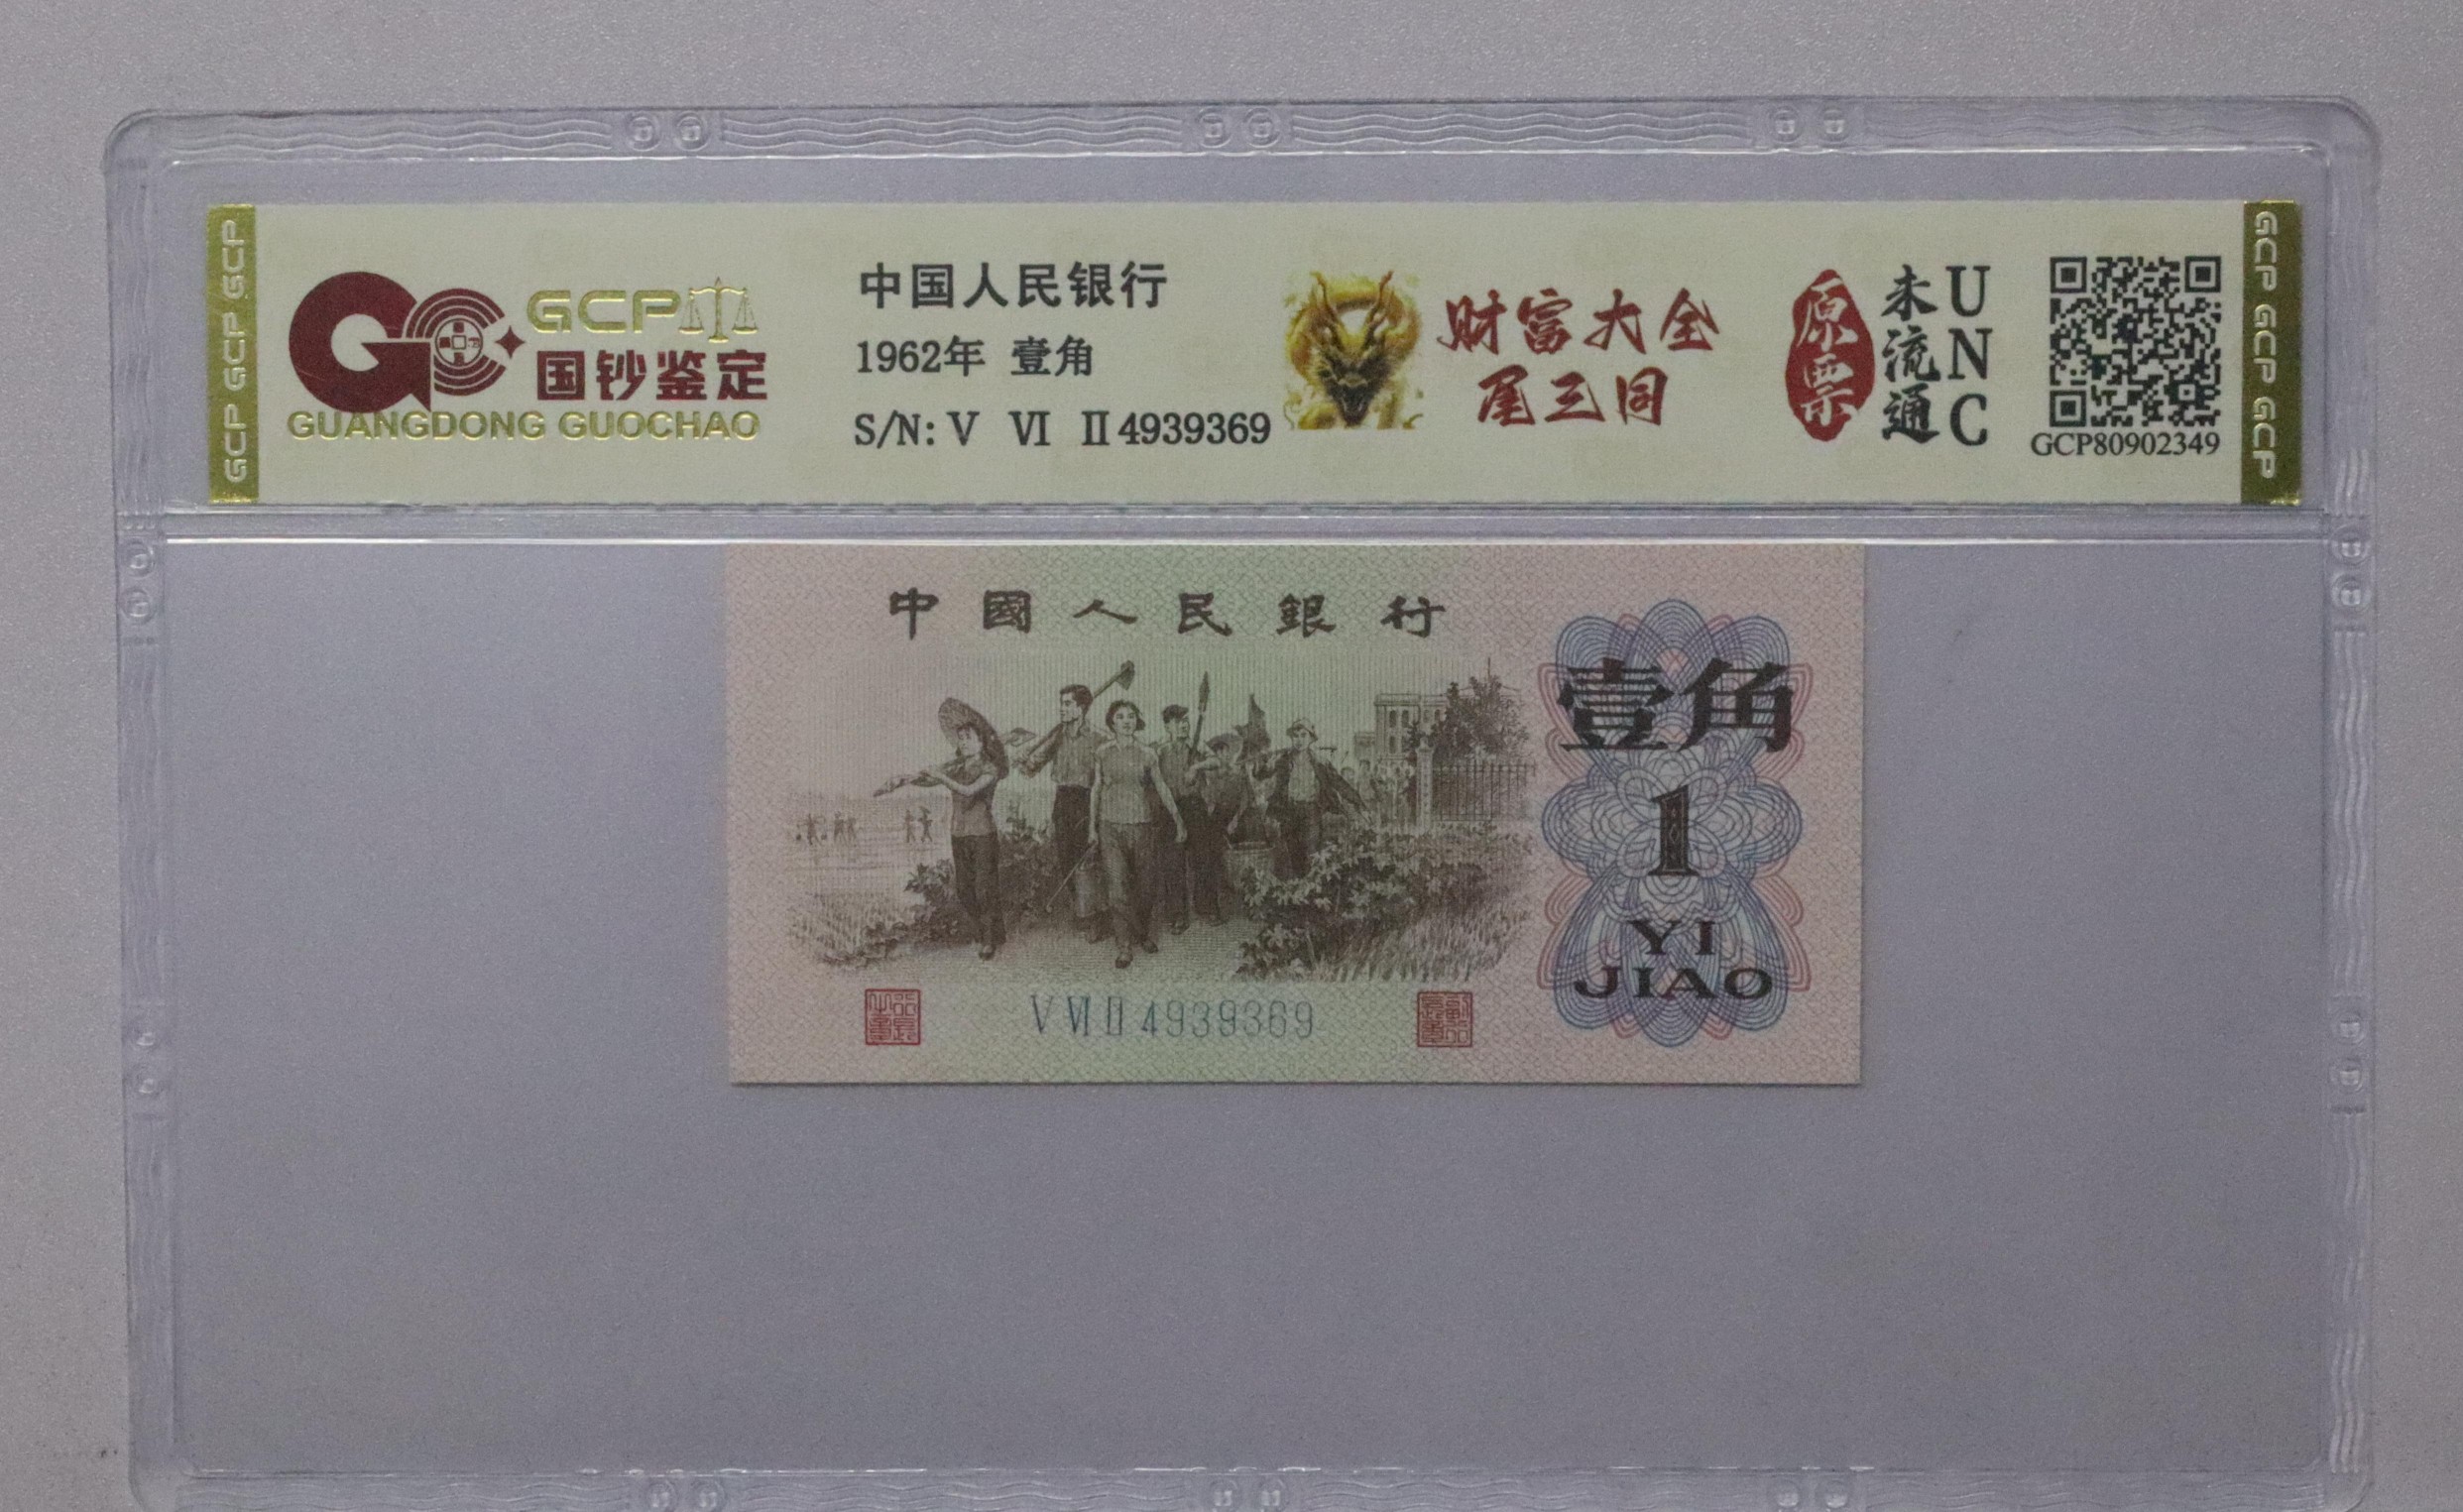 GCP GCP GCP
GCP
国钞鉴定
GUANGDONG GUOCHAO
中国人民银行
1962年 壹角
S/N: V VI II 4939369
财富大全
尾三同
原票
未流通
UNC
GCP80902349
GCP GCP GCP
中國人民銀行
壹角
1
YI
JIAO
V VI II 4939369